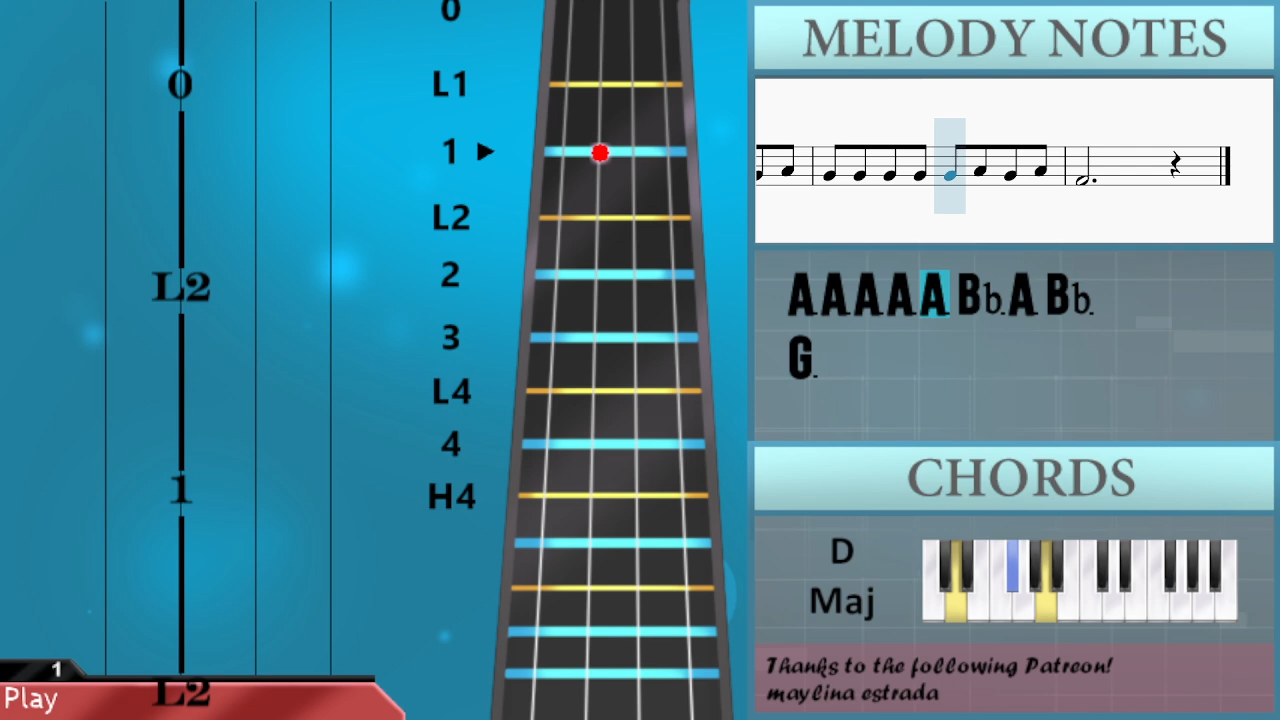 0
L2
1
L2
1
Play
0
L1
1
L2
2
3
L4
4
H4
MELODY NOTES
AAAAABb.A Bb.
G.
CHORDS
D
Maj
Thanks to the following Patreon!
maylina estrada